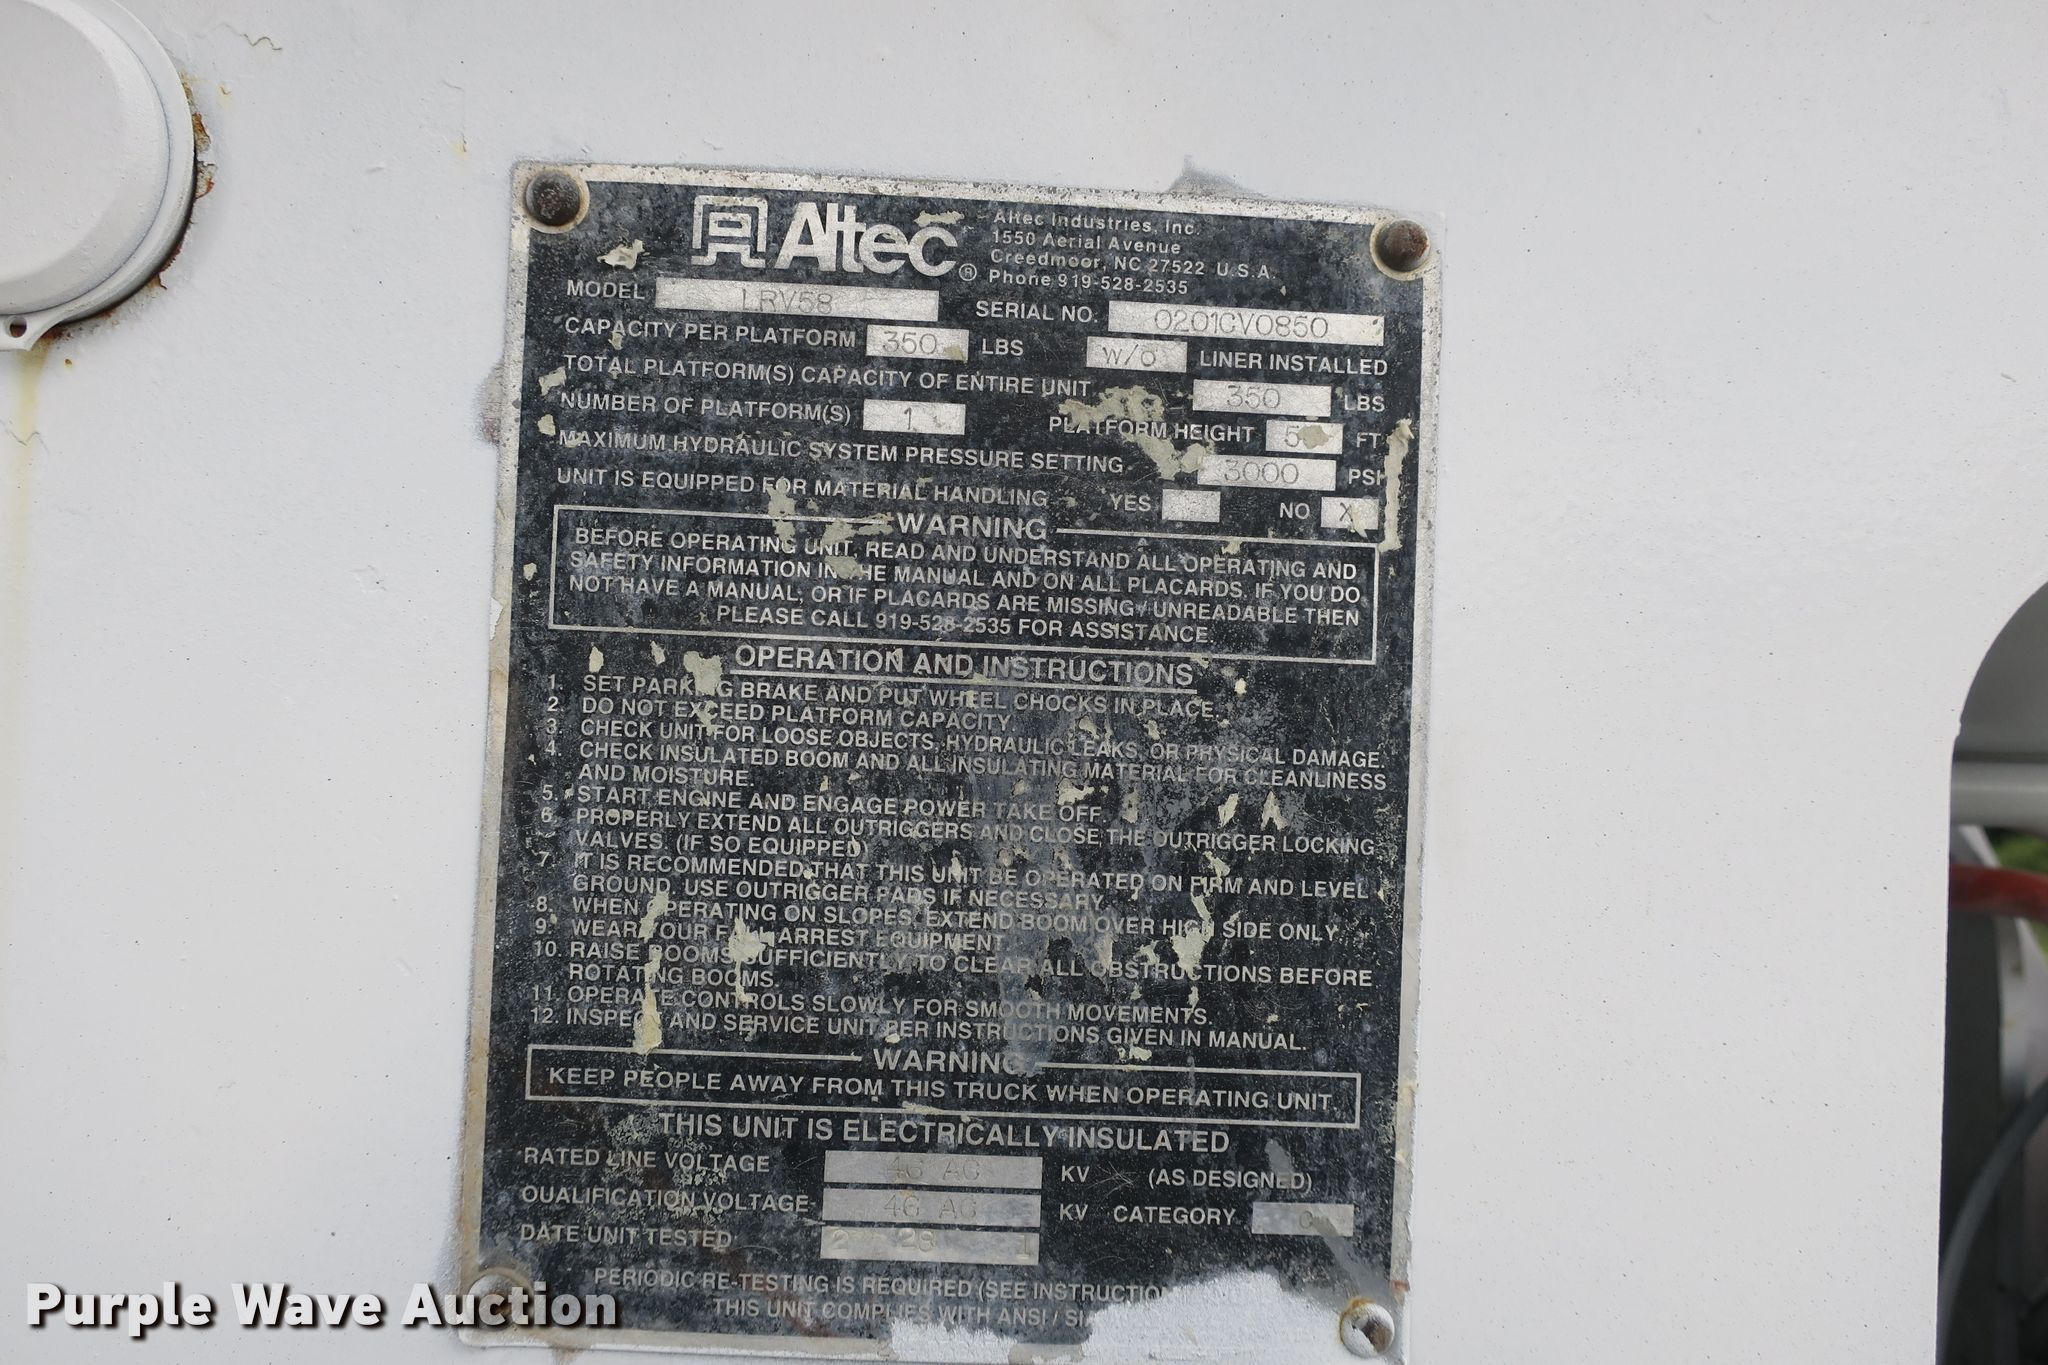 Altec®
Altec Industries, Inc.
1550 Aerial Avenue
Creedmoor, NC 27522 U.S.A.
Phone 919-528-2535
MODEL LRV58 SERIAL NO. 0201CV0850
CAPACITY PER PLATFORM 350 LBS W/O LINER INSTALLED
TOTAL PLATFORM(S) CAPACITY OF ENTIRE UNIT 350 LBS
NUMBER OF PLATFORM(S) 1 PLATFORM HEIGHT FT
MAXIMUM HYDRAULIC SYSTEM PRESSURE SETTING 3000 PSI
UNIT IS EQUIPPED FOR MATERIAL HANDLING YES NO X
WARNING
BEFORE OPERATING UNIT, READ AND UNDERSTAND ALL OPERATING AND
SAFETY INFORMATION IN THE MANUAL AND ON ALL PLACARDS. IF YOU DO
NOT HAVE A MANUAL, OR IF PLACARDS ARE MISSING / UNREADABLE THEN
PLEASE CALL 919-528-2535 FOR ASSISTANCE.
OPERATION AND INSTRUCTIONS
1. SET PARKING BRAKE AND PUT WHEEL CHOCKS IN PLACE.
2. DO NOT EXCEED PLATFORM CAPACITY.
3. CHECK UNIT FOR LOOSE OBJECTS, HYDRAULIC LEAKS, OR PHYSICAL DAMAGE.
4. CHECK INSULATED BOOM AND ALL INSULATING MATERIAL FOR CLEANLINESS
AND MOISTURE.
5. START ENGINE AND ENGAGE POWER TAKE OFF.
6. PROPERLY EXTEND ALL OUTRIGGERS AND CLOSE THE OUTRIGGER LOCKING
VALVES. (IF SO EQUIPPED)
7. IT IS RECOMMENDED THAT THIS UNIT BE OPERATED ON FIRM AND LEVEL
GROUND. USE OUTRIGGER PADS IF NECESSARY.
8. WHEN OPERATING ON SLOPES, EXTEND BOOM OVER HIGH SIDE ONLY.
9. WEAR YOUR FALL ARREST EQUIPMENT.
10. RAISE BOOMS SUFFICIENTLY TO CLEAR ALL OBSTRUCTIONS BEFORE
ROTATING BOOMS.
11. OPERATE CONTROLS SLOWLY FOR SMOOTH MOVEMENTS.
12. INSPECT AND SERVICE UNIT PER INSTRUCTIONS GIVEN IN MANUAL.
WARNING
KEEP PEOPLE AWAY FROM THIS TRUCK WHEN OPERATING UNIT
THIS UNIT IS ELECTRICALLY INSULATED
RATED LINE VOLTAGE 46 AC KV (AS DESIGNED)
QUALIFICATION VOLTAGE 46 AC KV CATEGORY C
DATE UNIT TESTED 2 28 1
PERIODIC RE-TESTING IS REQUIRED (SEE
THIS UNIT COMPLIES WITH ANSI /
Purple Wave Auction